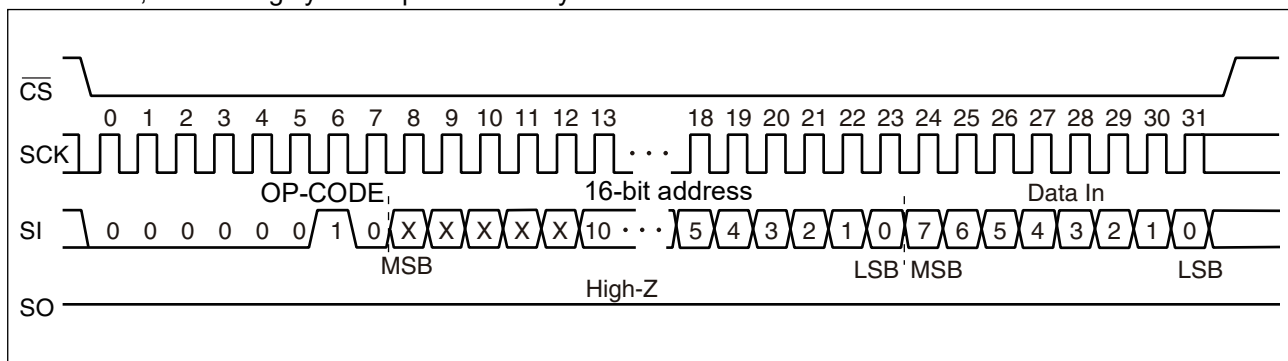 CS
0 1 2 3 4 5 6 7 8 9 10 11 12 13 18 19 20 21 22 23 24 25 26 27 28 29 30 31
SCK ···
OP-CODE 16-bit address Data In
SI 0 0 0 0 0 0 1 0 X X X X X 10 ··· 5 4 3 2 1 0 7 6 5 4 3 2 1 0
MSB LSB MSB LSB
High-Z
SO